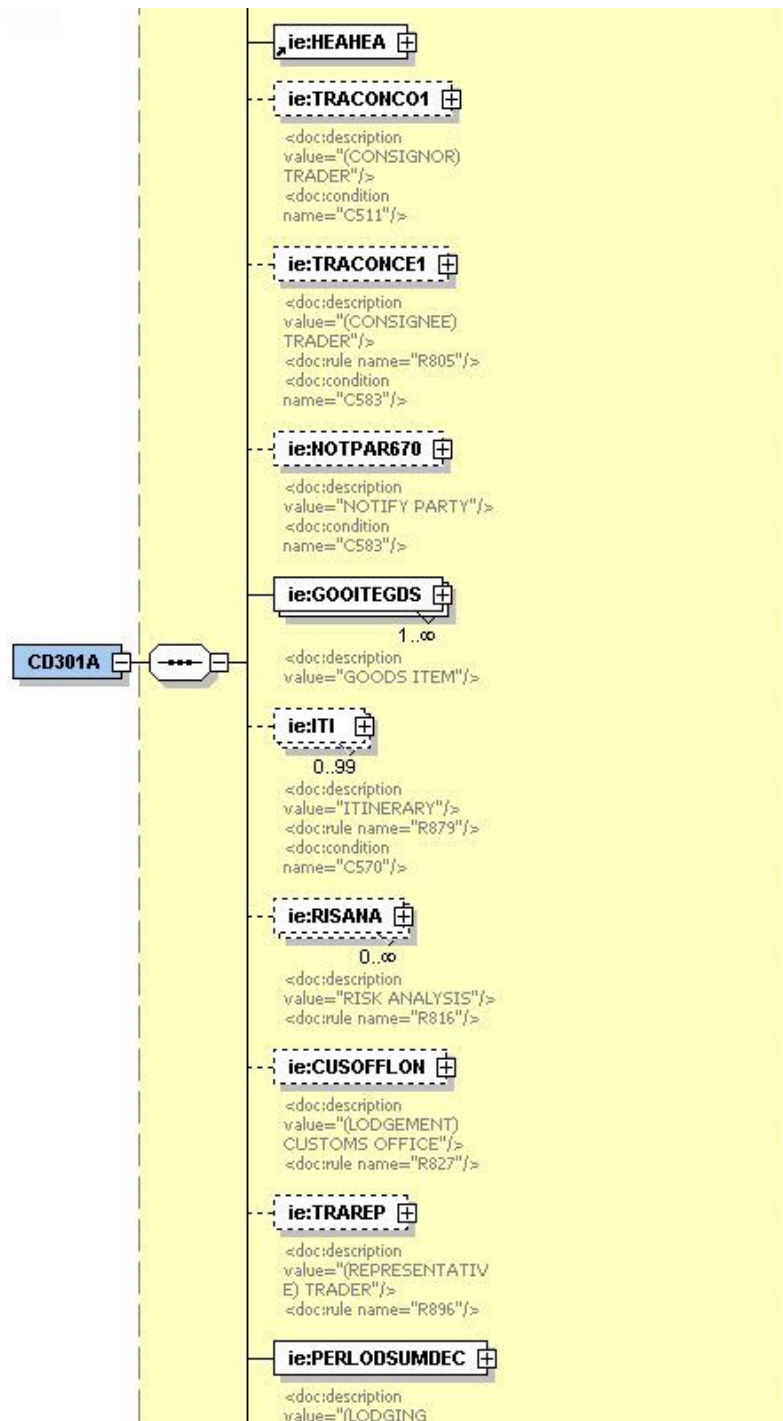 ie:HEAHEA
ie:TRACONCO1
<doc:description
value="(CONSIGNOR)
TRADER"/>
<doc:condition
name="C511"/>
ie:TRACONCE1
<doc:description
value="(CONSIGNEE)
TRADER"/>
<doc:rule name="R805"/>
<doc:condition
name="C583"/>
ie:NOTPAR670
<doc:description
value="NOTIFY PARTY"/>
<doc:condition
name="C583"/>
ie:GOOITEGDS
1..∞
<doc:description
value="GOODS ITEM"/>
CD301A
ie:ITI
0..99
<doc:description
value="ITINERARY"/>
<doc:rule name="R879"/>
<doc:condition
name="C570"/>
ie:RISANA
0..∞
<doc:description
value="RISK ANALYSIS"/>
<doc:rule name="R816"/>
ie:CUSOFFLON
<doc:description
value="(LODGEMENT)
CUSTOMS OFFICE"/>
<doc:rule name="R827"/>
ie:TRAREP
<doc:description
value="(REPRESENTATIV
E) TRADER"/>
<doc:rule name="R896"/>
ie:PERLODSUMDEC
<doc:description
value="(LODGING